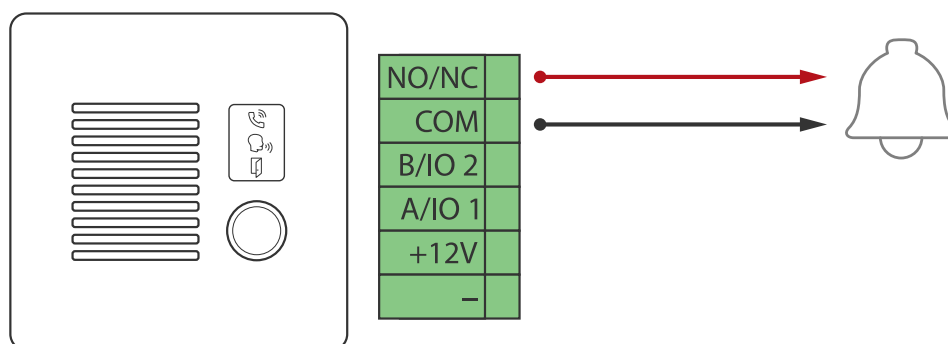 NO/NC
COM
B/IO 2
A/IO 1
+12V
–